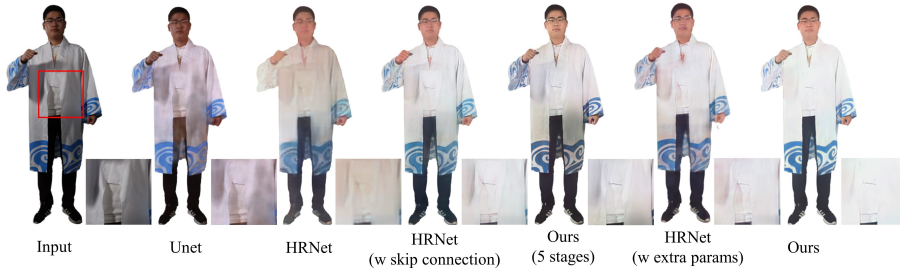 Input
Unet
HRNet
HRNet
(w skip connection)
Ours
(5 stages)
HRNet
(w extra params)
Ours